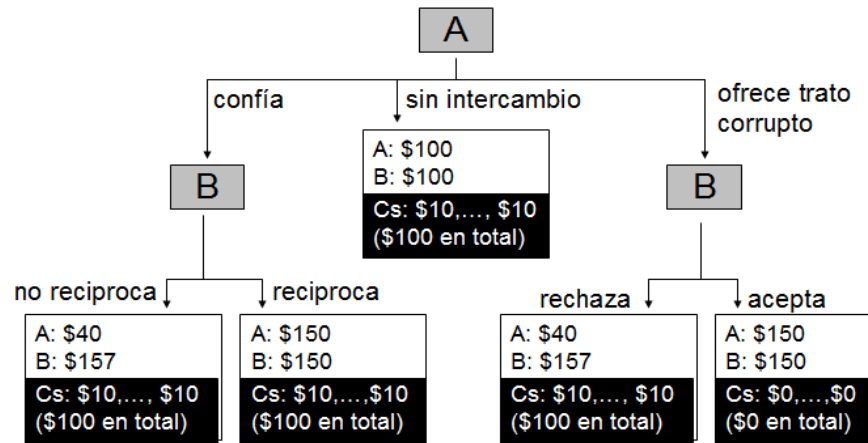 A
confía
sin intercambio
ofrece trato
corrupto
A: $100
B: $100
Cs: $10,..., $10
($100 en total)
B
B
no reciproca
reciproca
rechaza
acepta
A: $40
B: $157
Cs: $10,..., $10
($100 en total)
A: $150
B: $150
Cs: $10,...,$10
($100 en total)
A: $40
B: $157
Cs: $10,..., $10
($100 en total)
A: $150
B: $150
Cs: $0,...,$0
($0 en total)